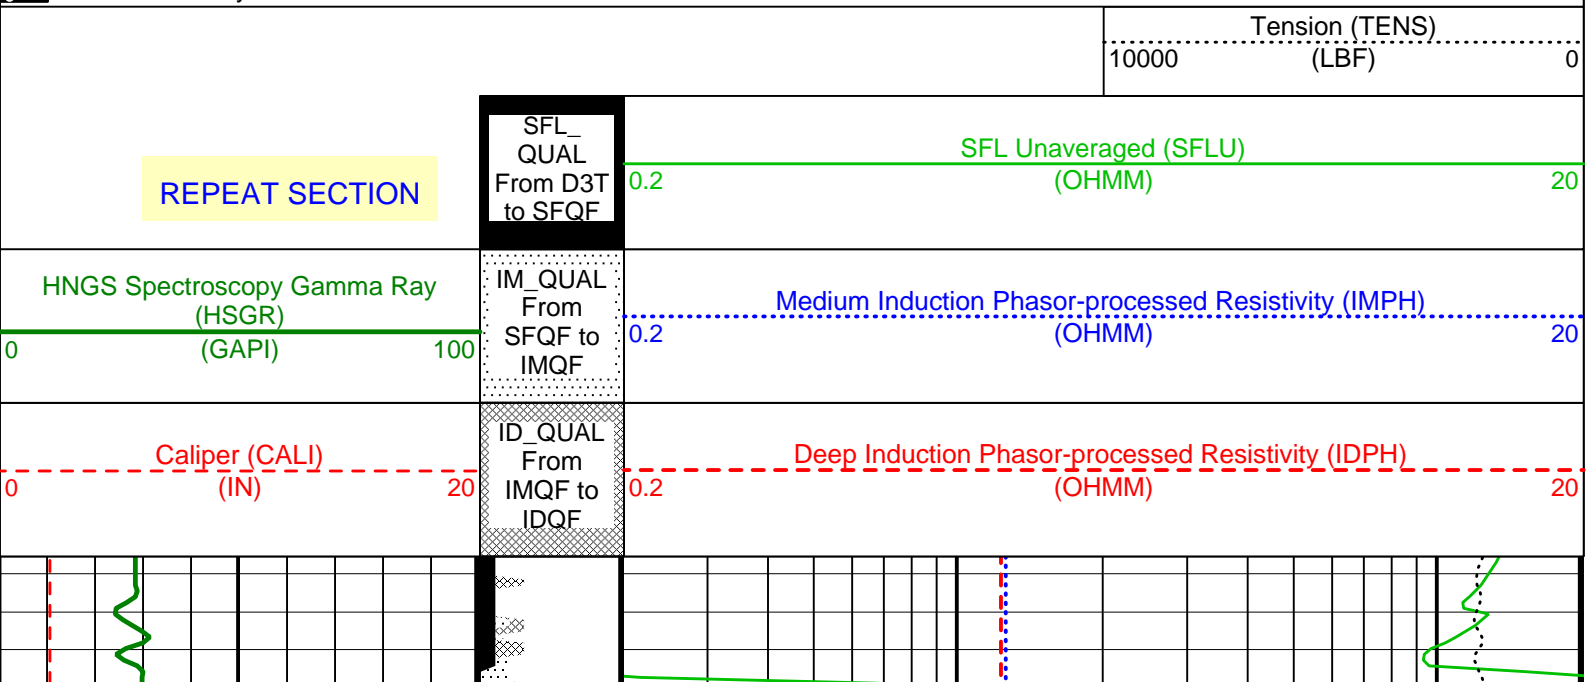 Tension (TENS)
10000 (LBF) 0
SFL_
QUAL
From D3T
to SFQF
SFL Unaveraged (SFLU)
0.2 (OHMM) 20
REPEAT SECTION
HNGS Spectroscopy Gamma Ray
(HSGR)
0 (GAPI) 100
IM_QUAL
From
SFQF to
IMQF
Medium Induction Phasor-processed Resistivity (IMPH)
0.2 (OHMM) 20
Caliper (CALI)
0 (IN) 20
ID_QUAL
From
IMQF to
IDQF
Deep Induction Phasor-processed Resistivity (IDPH)
0.2 (OHMM) 20